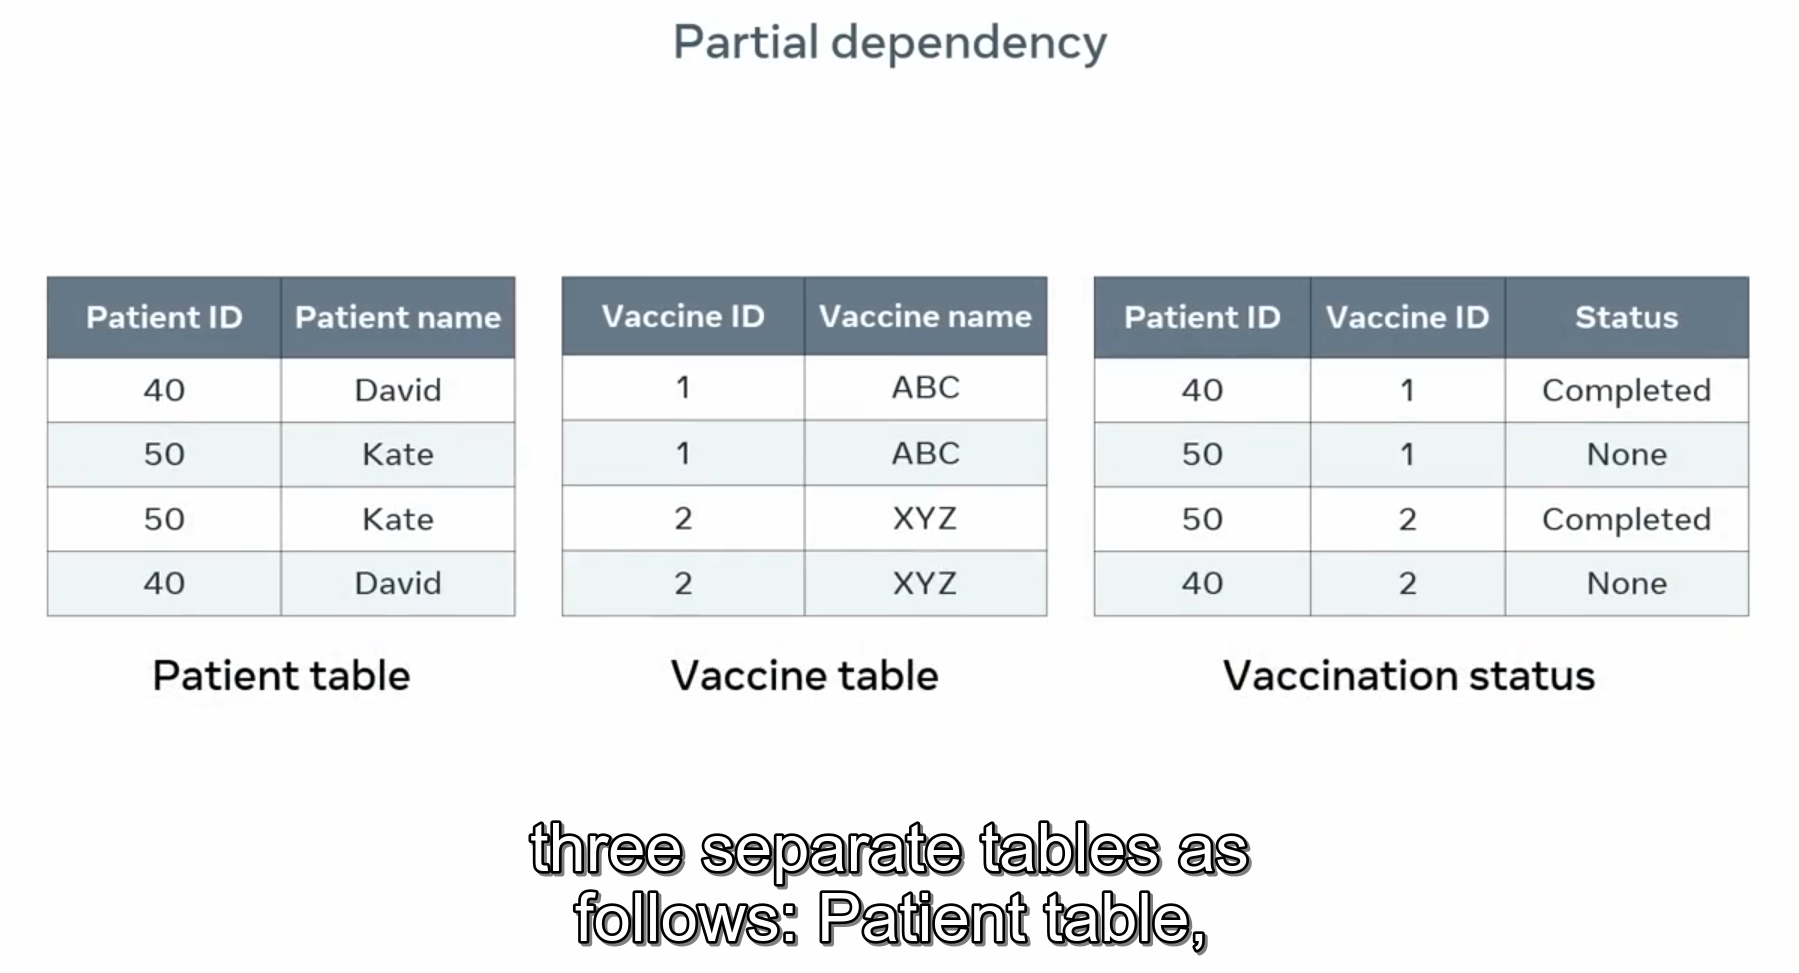 Partial dependency
Patient ID Patient name
40 David
50 Kate
50 Kate
40 David
Patient table
Vaccine ID Vaccine name
1 ABC
1 ABC
2 XYZ
2 XYZ
Vaccine table
Patient ID Vaccine ID Status
40 1 Completed
50 1 None
50 2 Completed
40 2 None
Vaccination status
three separate tables as
follows: Patient table,